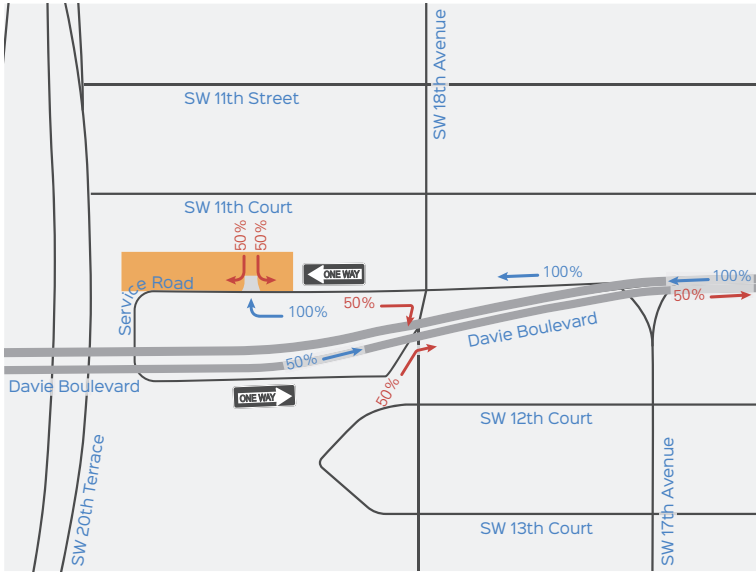 SW 18th Avenue
SW 11th Street
SW 11th Court
50%
50%
Service Road
ONE WAY
100%
100%
50%
50%
100%
Davie Boulevard
50%
Davie Boulevard
50%
ONE WAY
SW 12th Court
SW 20th Terrace
SW 17th Avenue
SW 13th Court